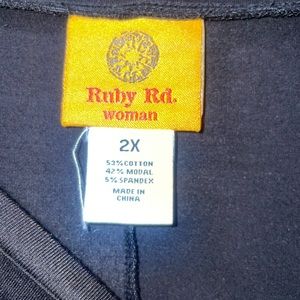 Ruby Rd.
woman
2X
53% COTTON
42% MODAL
5% SPANDEX
MADE IN
CHINA